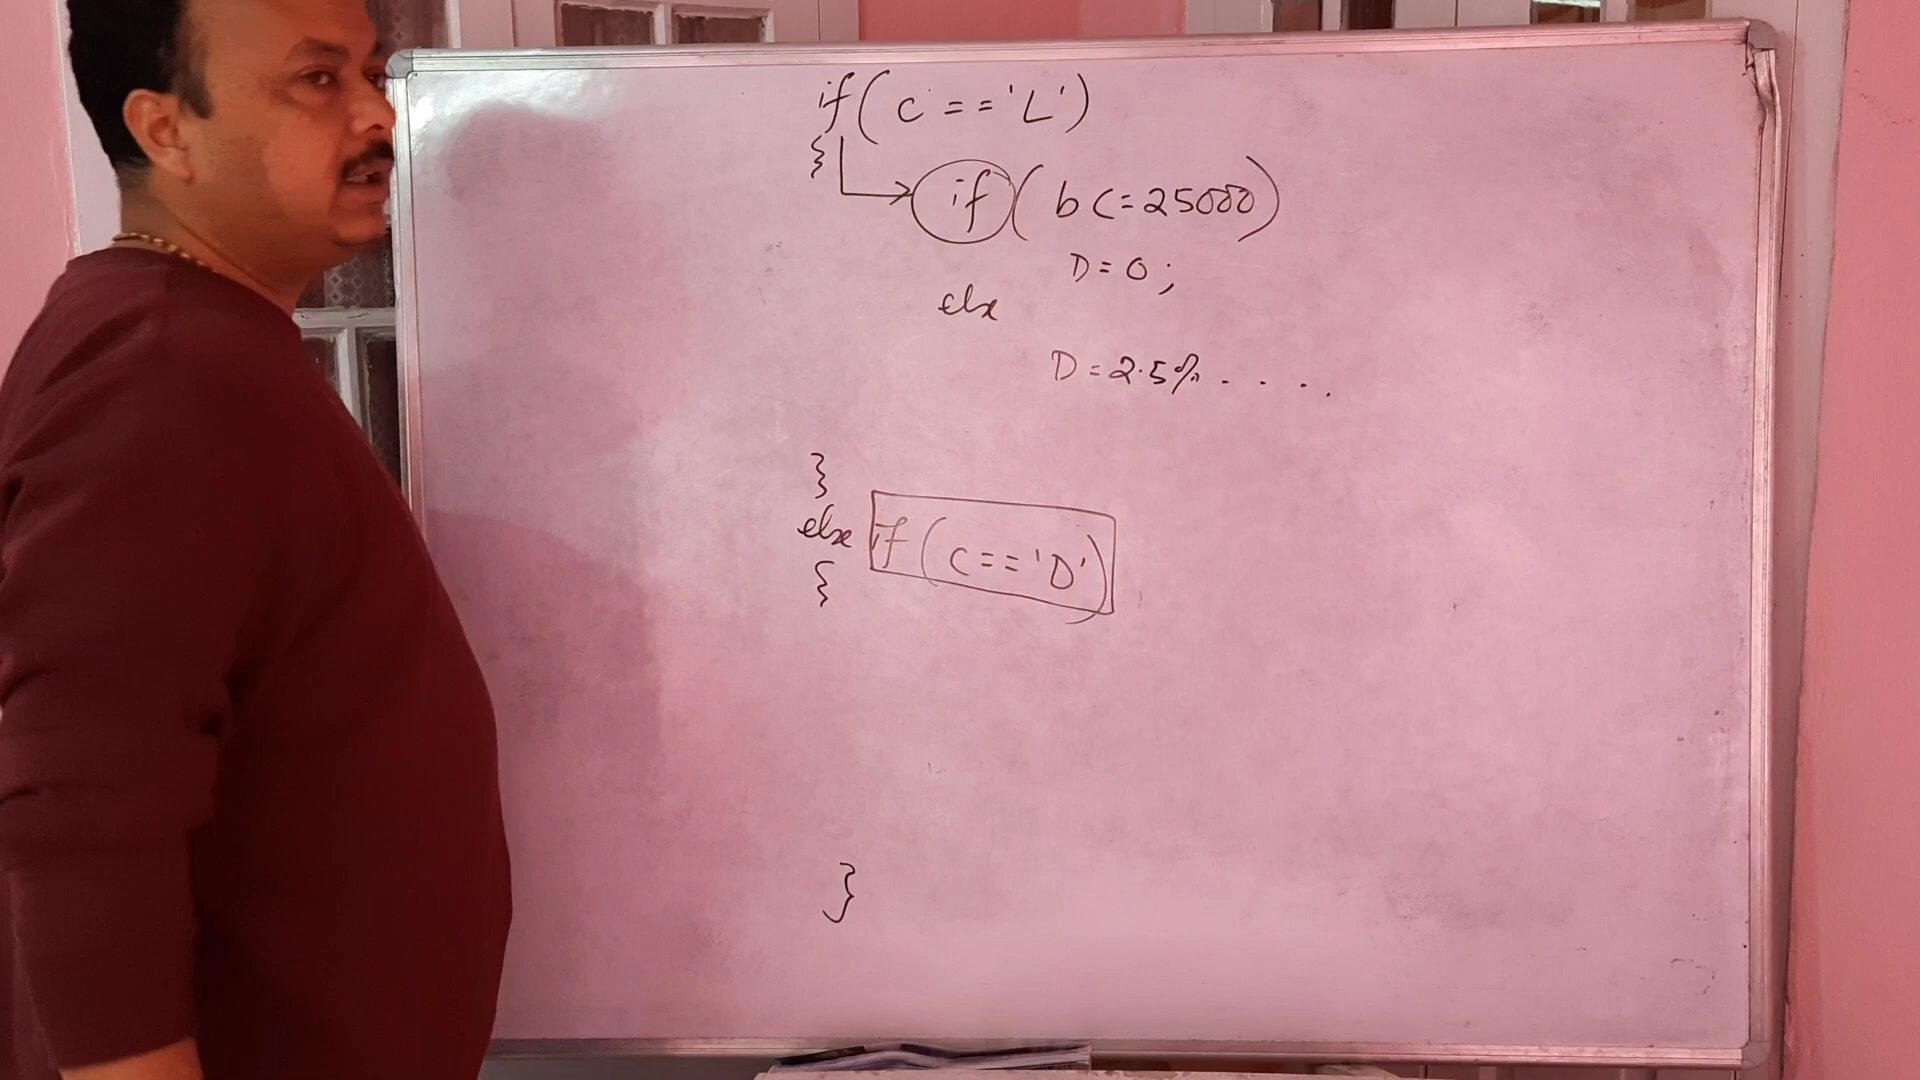 if ( c == 'L' )
{
if ( b <= 25000 )
D = 0 ;
else
D = 2.5% . . . .
}
else if ( c == 'D' )
{
}